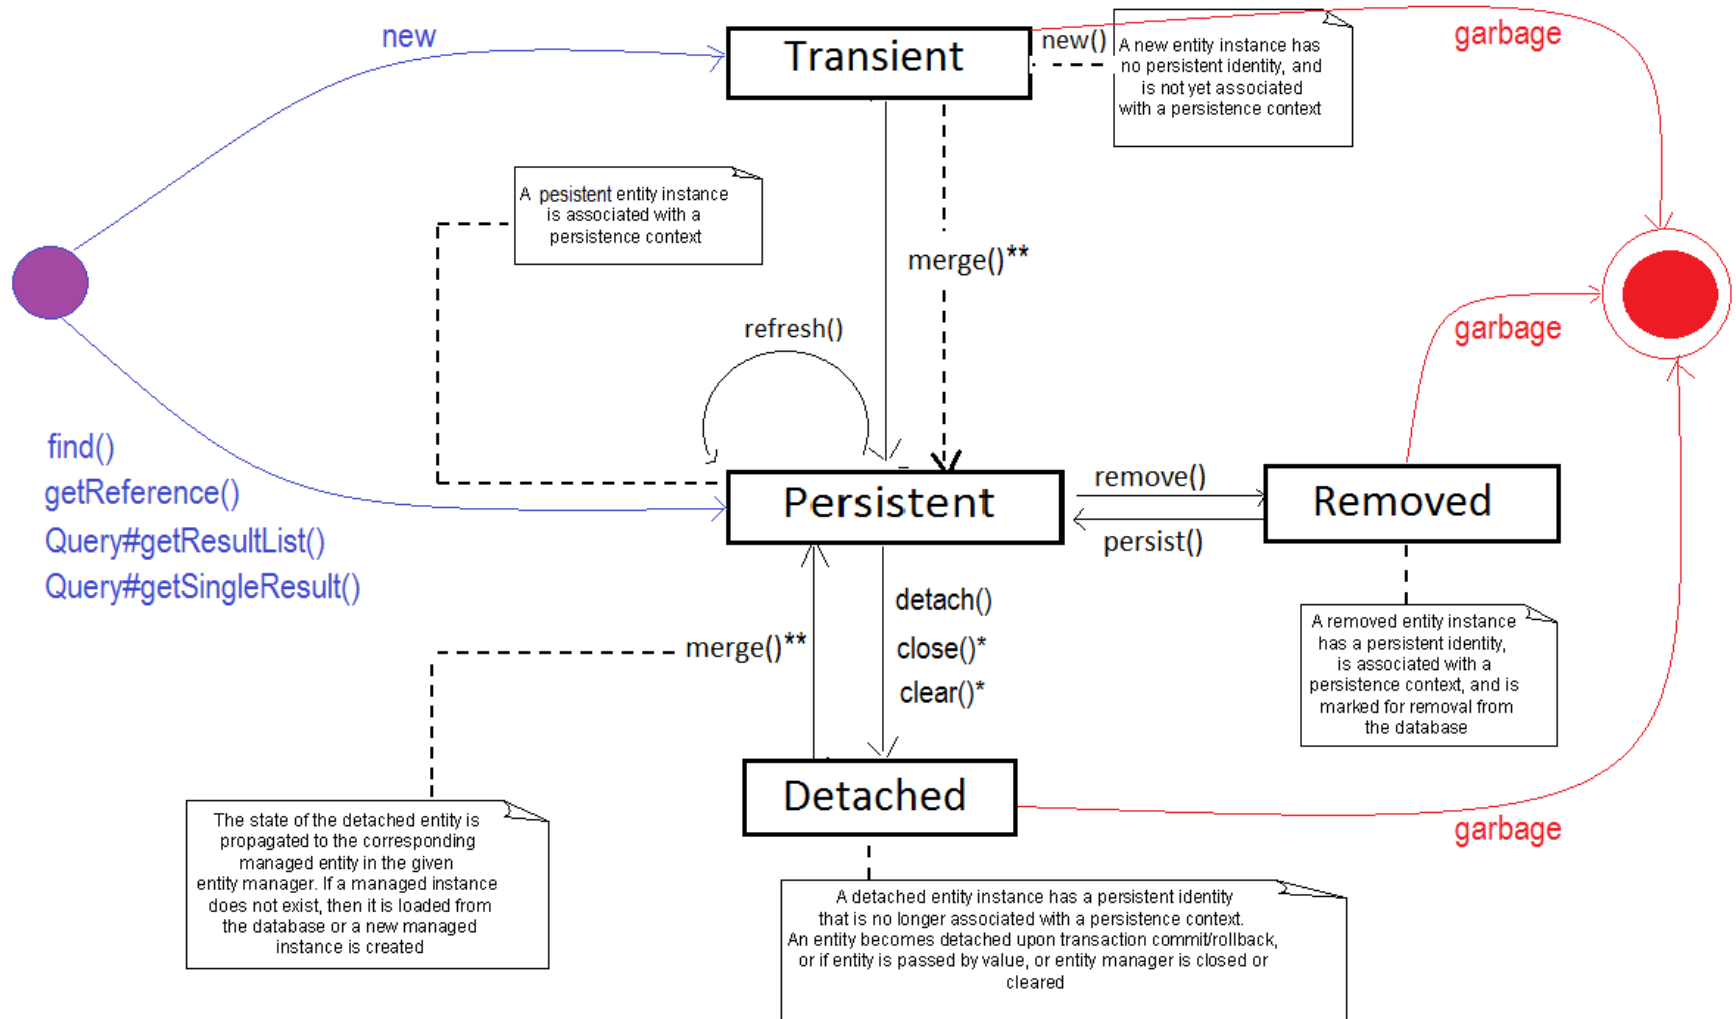 new
Transient
new()
A new entity instance has
no persistent identity, and
is not yet associated
with a persistence context
garbage
A pesistent entity instance
is associated with a
persistence context
merge()**
refresh()
garbage
find()
getReference()
Query#getResultList()
Query#getSingleResult()
Persistent
remove()
persist()
Removed
detach()
close()*
clear()*
merge()**
A removed entity instance
has a persistent identity,
is associated with a
persistence context, and is
marked for removal from
the database
Detached
garbage
The state of the detached entity is
propagated to the corresponding
managed entity in the given
entity manager. If a managed instance
does not exist, then it is loaded from
the database or a new managed
instance is created
A detached entity instance has a persistent identity
that is no longer associated with a persistence context.
An entity becomes detached upon transaction commit/rollback,
or if entity is passed by value, or entity manager is closed or
cleared